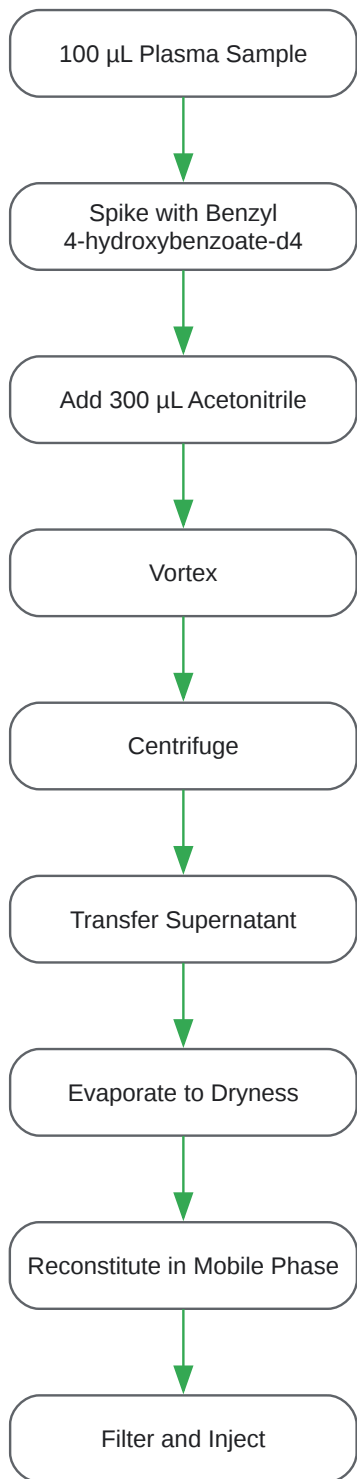 100 µL Plasma Sample
Spike with Benzyl
4-hydroxybenzoate-d4
Add 300 µL Acetonitrile
Vortex
Centrifuge
Transfer Supernatant
Evaporate to Dryness
Reconstitute in Mobile Phase
Filter and Inject